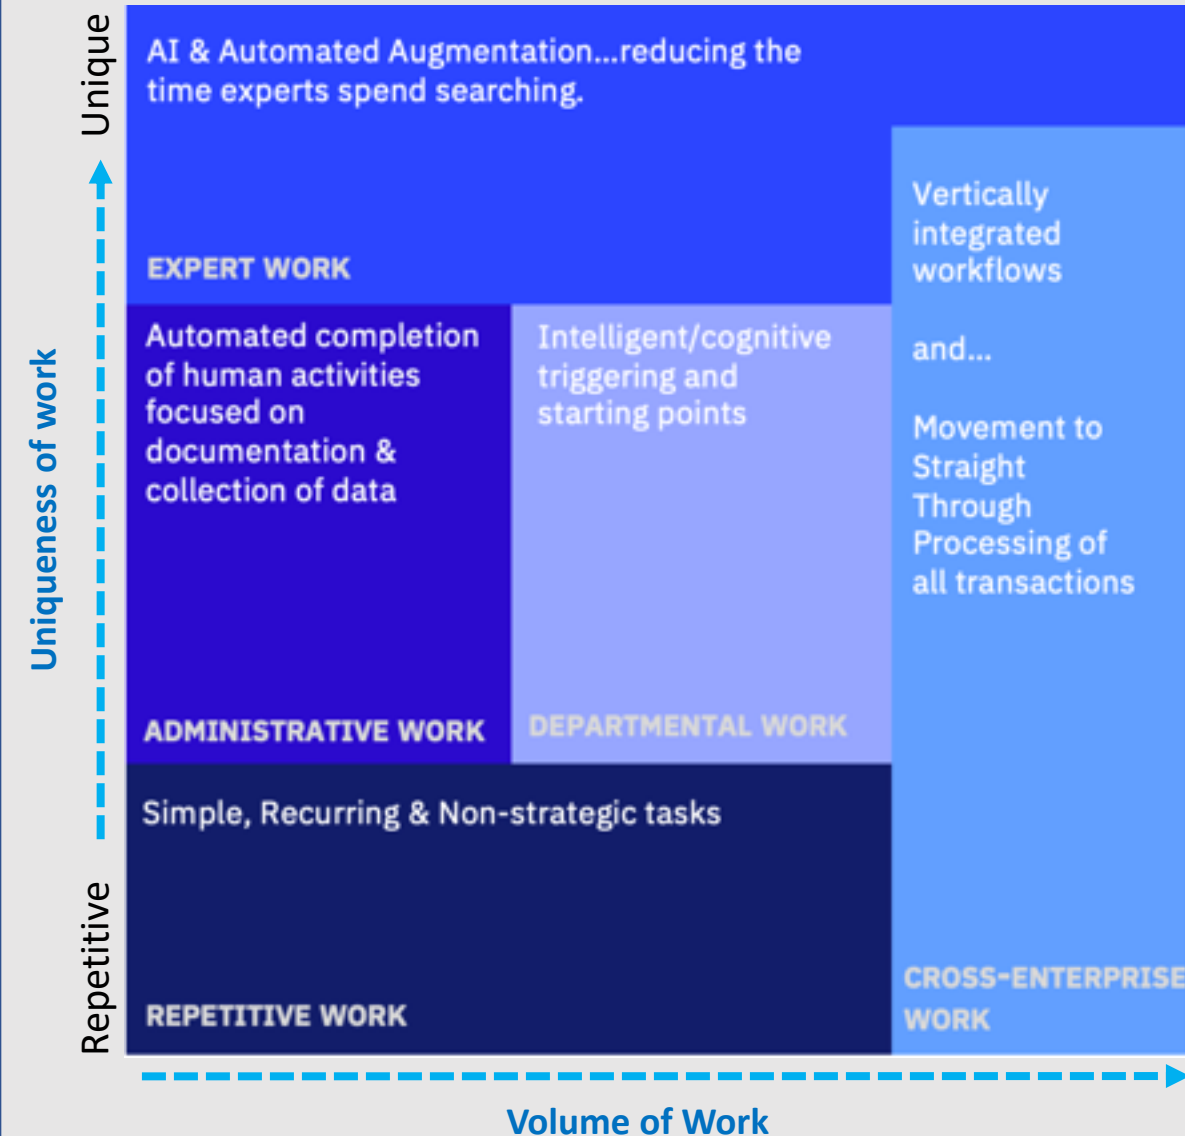 Unique
AI & Automated Augmentation...reducing the
time experts spend searching.
EXPERT WORK
Vertically
integrated
workflows
and...
Movement to
Straight
Through
Processing of
all transactions
CROSS-ENTERPRISE
WORK
Automated completion
of human activities
focused on
documentation &
collection of data
ADMINISTRATIVE WORK
Intelligent/cognitive
triggering and
starting points
DEPARTMENTAL WORK
Uniqueness of work
Simple, Recurring & Non-strategic tasks
REPETITIVE WORK
Repetitive
Volume of Work